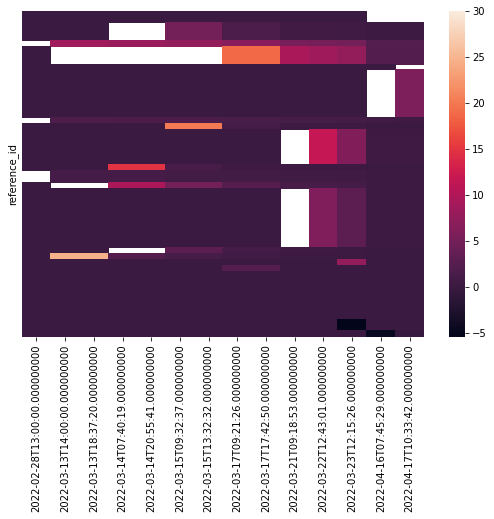 30
25
20
15
10
5
0
−5
reference_id
2022-02-28T13:00:00.000000000
2022-03-13T14:00:00.000000000
2022-03-13T18:37:20.000000000
2022-03-14T07:40:19.000000000
2022-03-14T20:55:41.000000000
2022-03-15T09:32:37.000000000
2022-03-15T13:32:32.000000000
2022-03-17T09:21:26.000000000
2022-03-17T17:42:50.000000000
2022-03-21T09:18:53.000000000
2022-03-22T12:43:01.000000000
2022-03-23T12:15:26.000000000
2022-04-16T07:45:29.000000000
2022-04-17T10:33:42.000000000